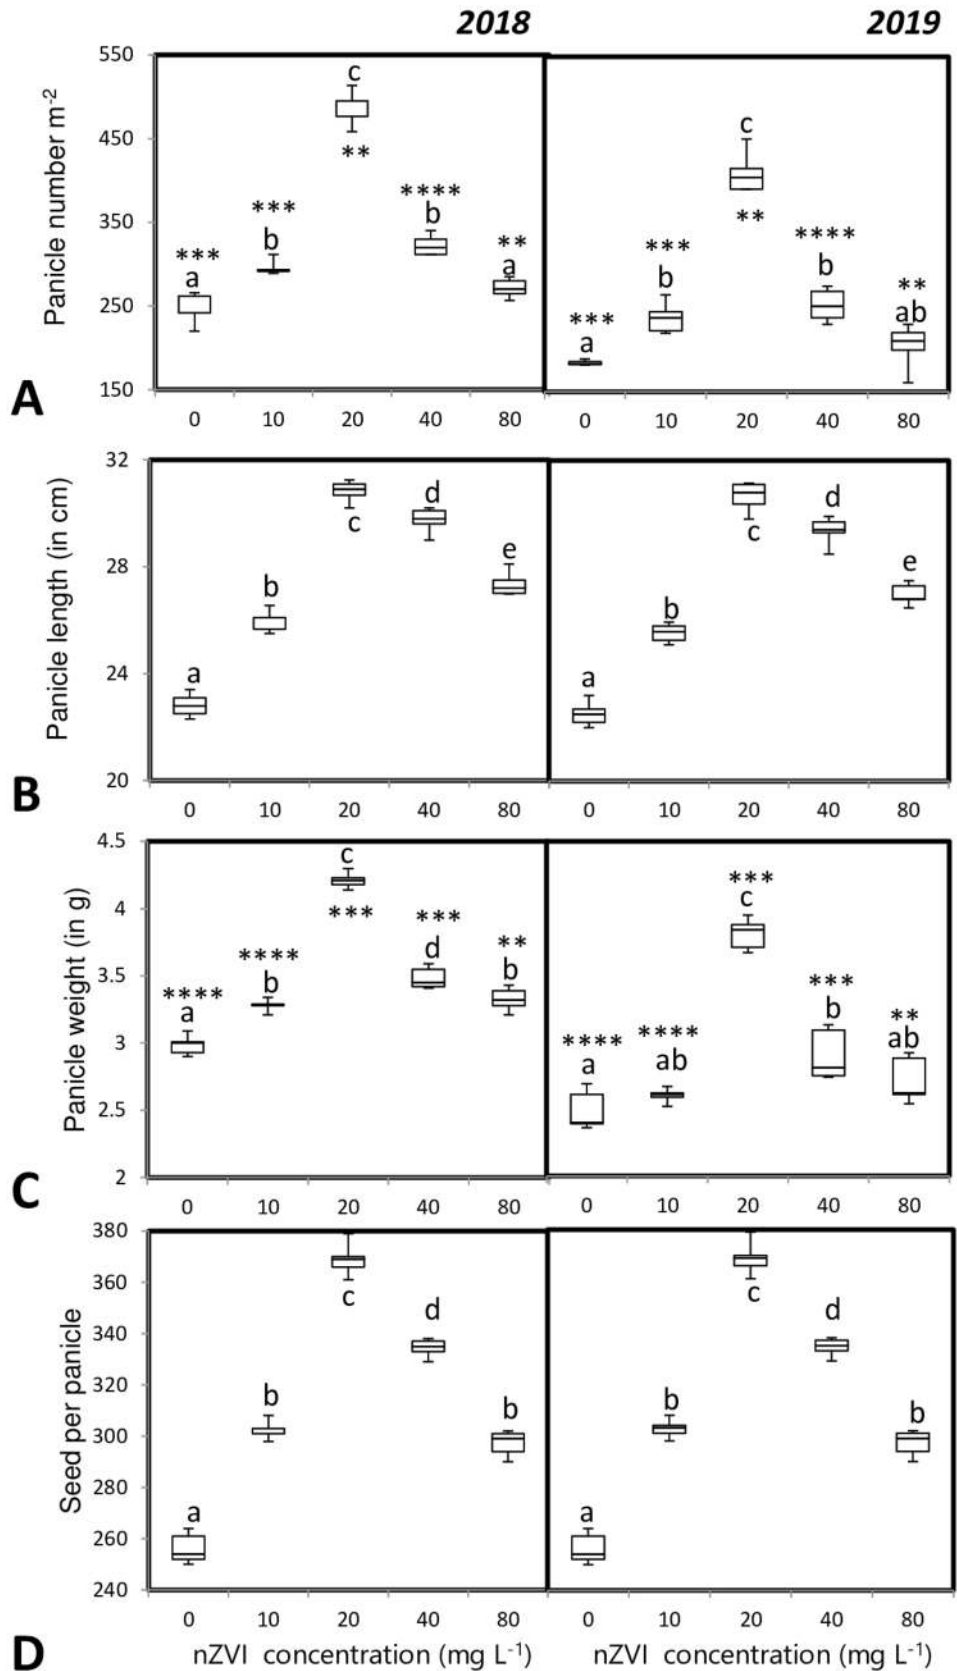 2018 2019
550
450
350
250
150
Panicle number m-2
c
**
****
b
***
b
***
a
**
a
c
**
****
b
***
b
**
ab
***
a
A
0 10 20 40 80 0 10 20 40 80
32
28
24
20
Panicle length (in cm)
a
b
c
d
e
a
b
c
d
e
B
0 10 20 40 80 0 10 20 40 80
4.5
4
3.5
3
2.5
2
Panicle weight (in g)
****
a
****
b
c
***
***
d
**
b
****
a
****
ab
***
c
***
b
**
ab
C
0 10 20 40 80 0 10 20 40 80
380
360
340
320
300
280
260
240
Seed per panicle
a
b
c
d
b
a
b
c
d
b
0 10 20 40 80 0 10 20 40 80
D
nZVI concentration (mg L-1) nZVI concentration (mg L-1)